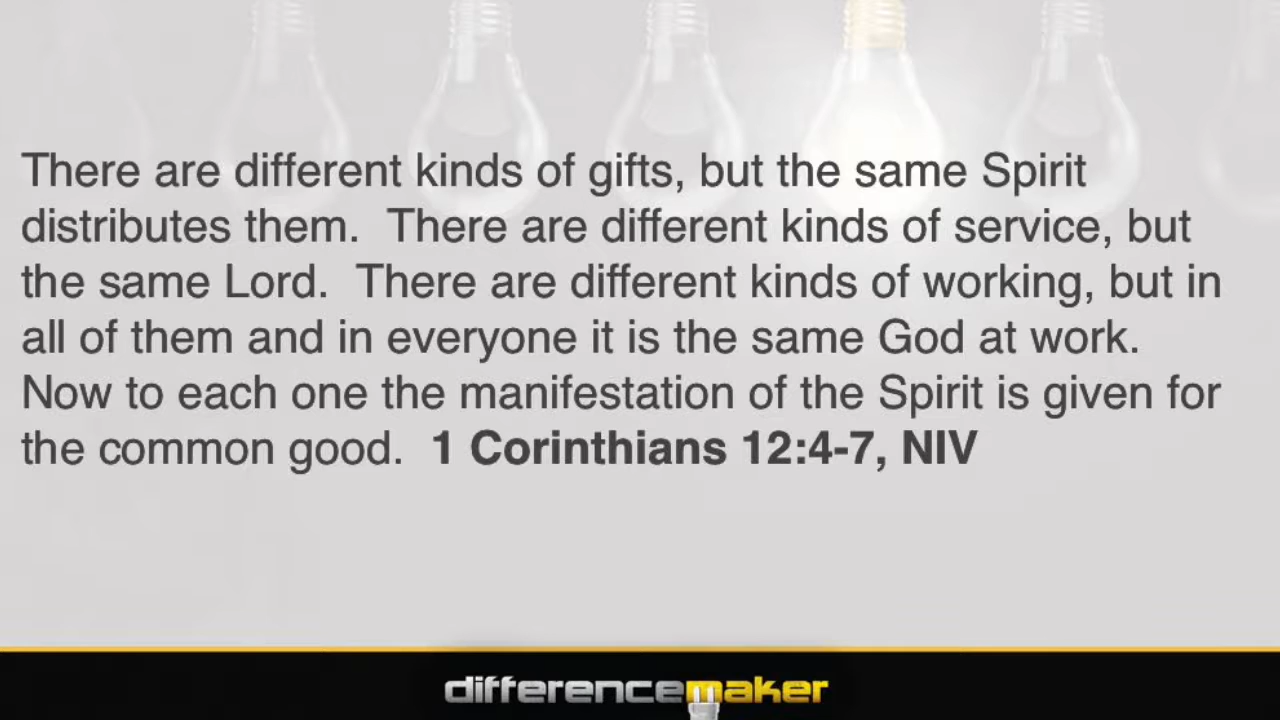 There are different kinds of gifts, but the same Spirit
distributes them.  There are different kinds of service, but
the same Lord.  There are different kinds of working, but in
all of them and in everyone it is the same God at work.
Now to each one the manifestation of the Spirit is given for
the common good.  1 Corinthians 12:4-7, NIV
differencemaker